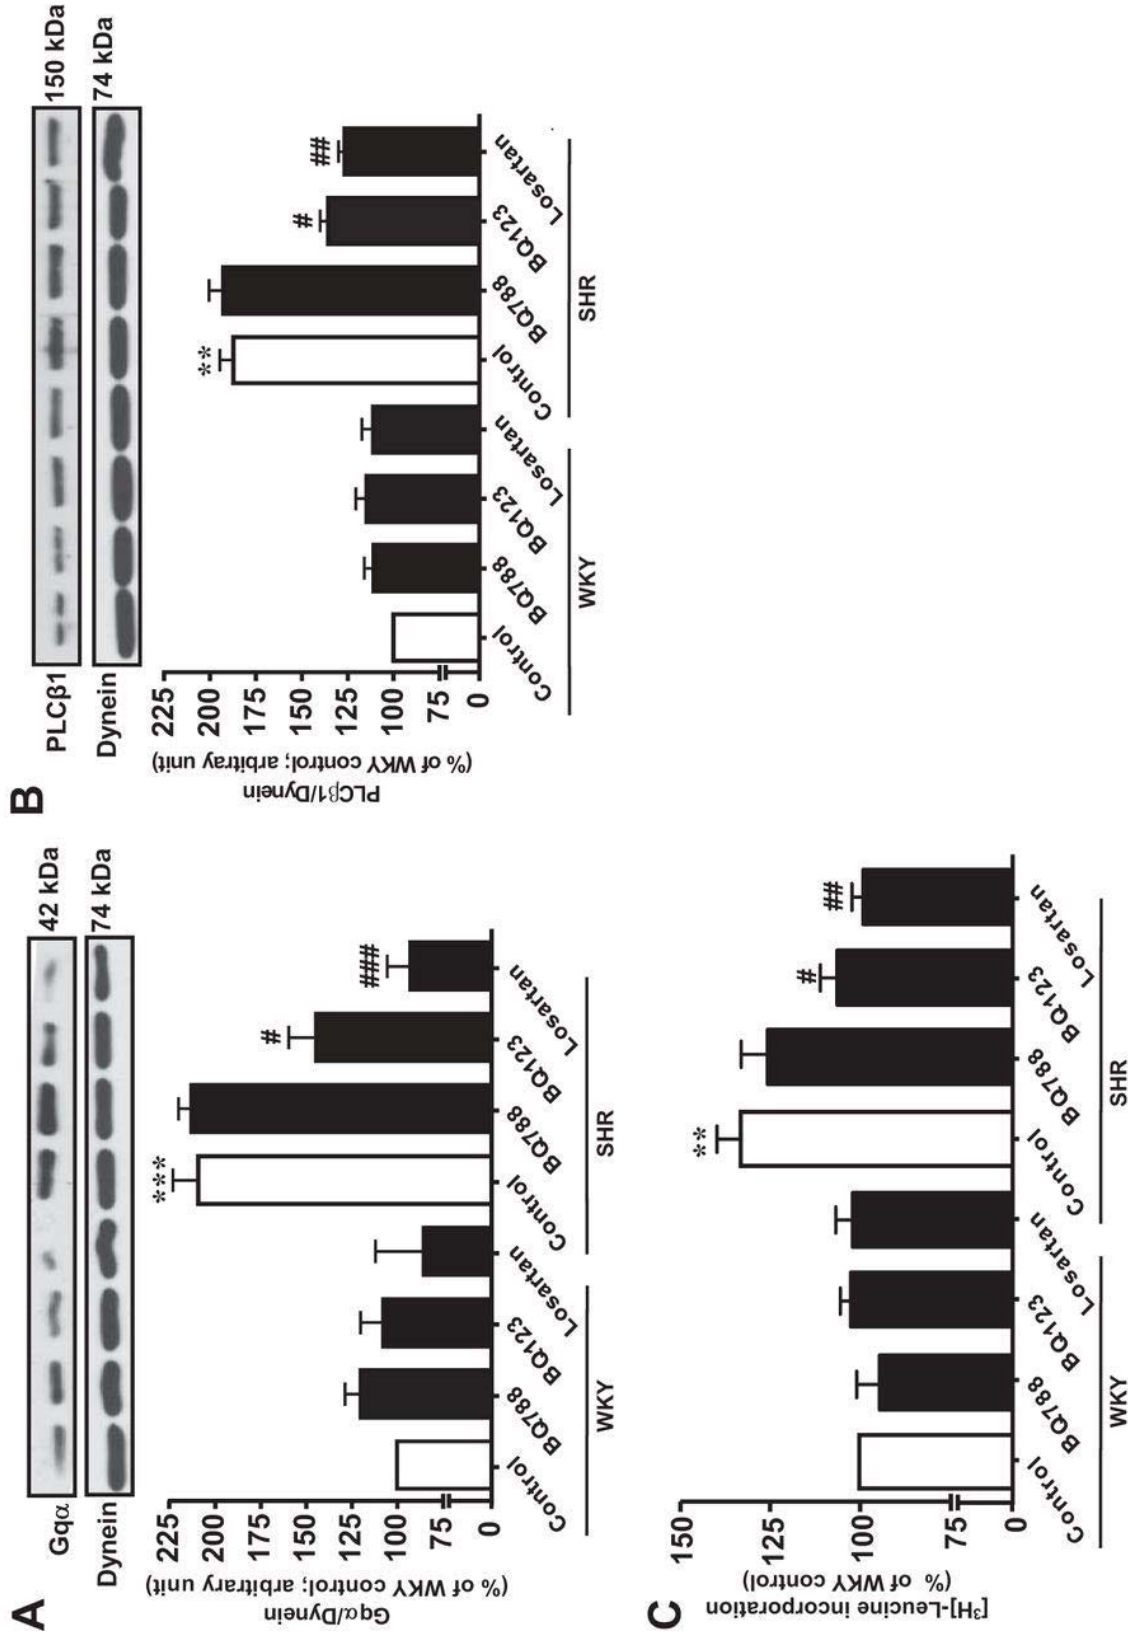 A
Gqα 42 kDa
Dynein 74 kDa
Gqα/Dynein
(% of WKY control; arbitrary unit)
225
200
175
150
125
100
75
0
***
#
###
Control BQ788 BQ123 Losartan Control BQ788 BQ123 Losartan
WKY SHR
B
PLCβ1 150 kDa
Dynein 74 kDa
PLCβ1/Dynein
(% of WKY control; arbitray unit)
225
200
175
150
125
100
75
0
**
#
##
Control BQ788 BQ123 Losartan Control BQ788 BQ123 Losartan
WKY SHR
C
[³H]-Leucine incorporation
(% of WKY control)
150
125
100
75
0
**
#
##
Control BQ788 BQ123 Losartan Control BQ788 BQ123 Losartan
WKY SHR